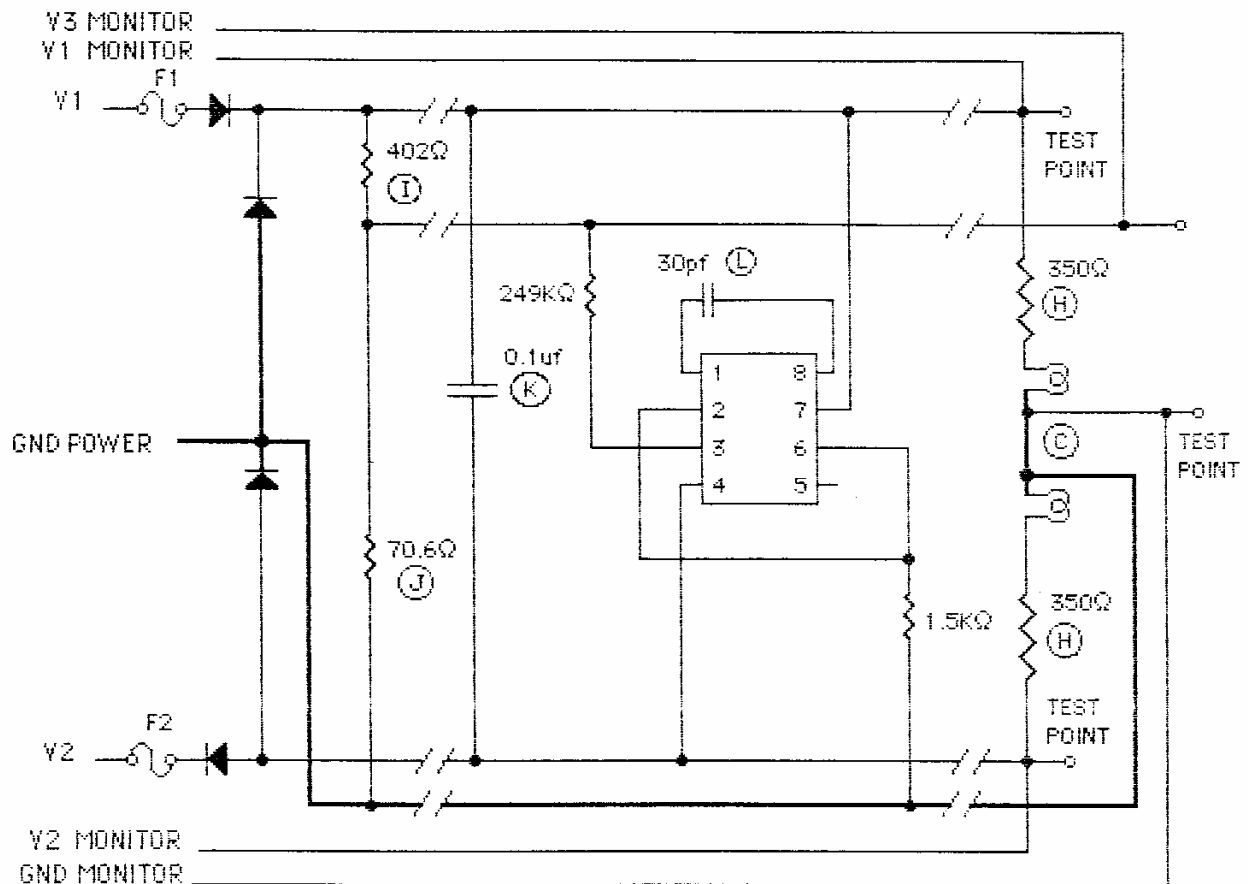 V3 MONITOR
V1 MONITOR
F1
V1
TEST
POINT
402Ω
I
30pf L
350Ω
H
249KΩ
0.1uf
K
1 8
2 7
3 6
4 5
GND POWER
C
TEST
POINT
70.6Ω
J
1.5KΩ
350Ω
H
F2
V2
TEST
POINT
V2 MONITOR
GND MONITOR